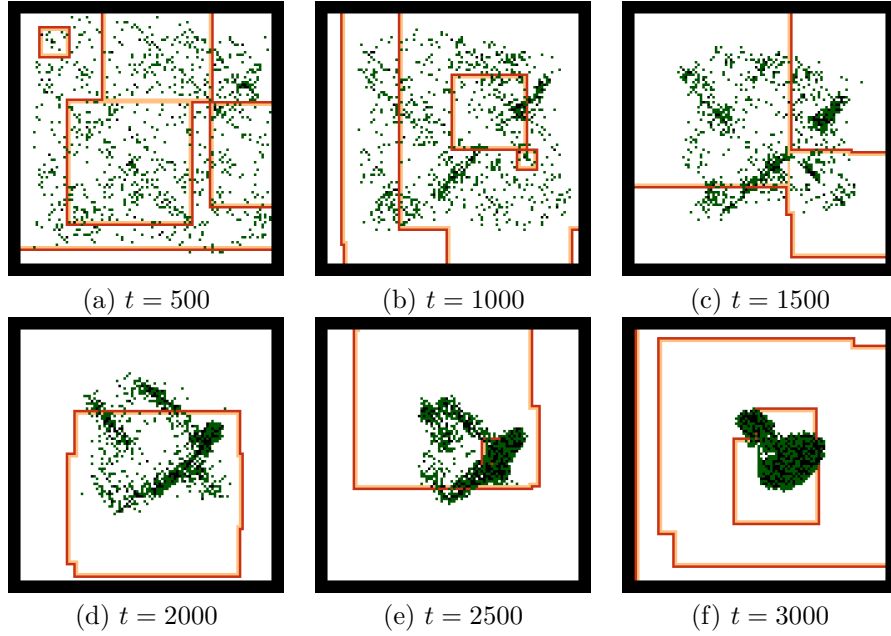 (a) t = 500
(b) t = 1000
(c) t = 1500
(d) t = 2000
(e) t = 2500
(f) t = 3000